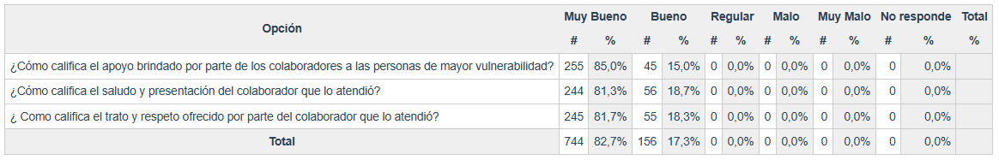 Opción Muy Bueno Bueno Regular Malo Muy Malo No responde Total
# % # % # % # % # % # % %
¿Cómo califica el apoyo brindado por parte de los colaboradores a las personas de mayor vulnerabilidad? 255 85,0% 45 15,0% 0 0,0% 0 0,0% 0 0,0% 0 0,0%
¿Cómo califica el saludo y presentación del colaborador que lo atendió? 244 81,3% 56 18,7% 0 0,0% 0 0,0% 0 0,0% 0 0,0%
¿ Como califica el trato y respeto ofrecido por parte del colaborador que lo atendió? 245 81,7% 55 18,3% 0 0,0% 0 0,0% 0 0,0% 0 0,0%
Total 744 82,7% 156 17,3% 0 0,0% 0 0,0% 0 0,0% 0 0,0%